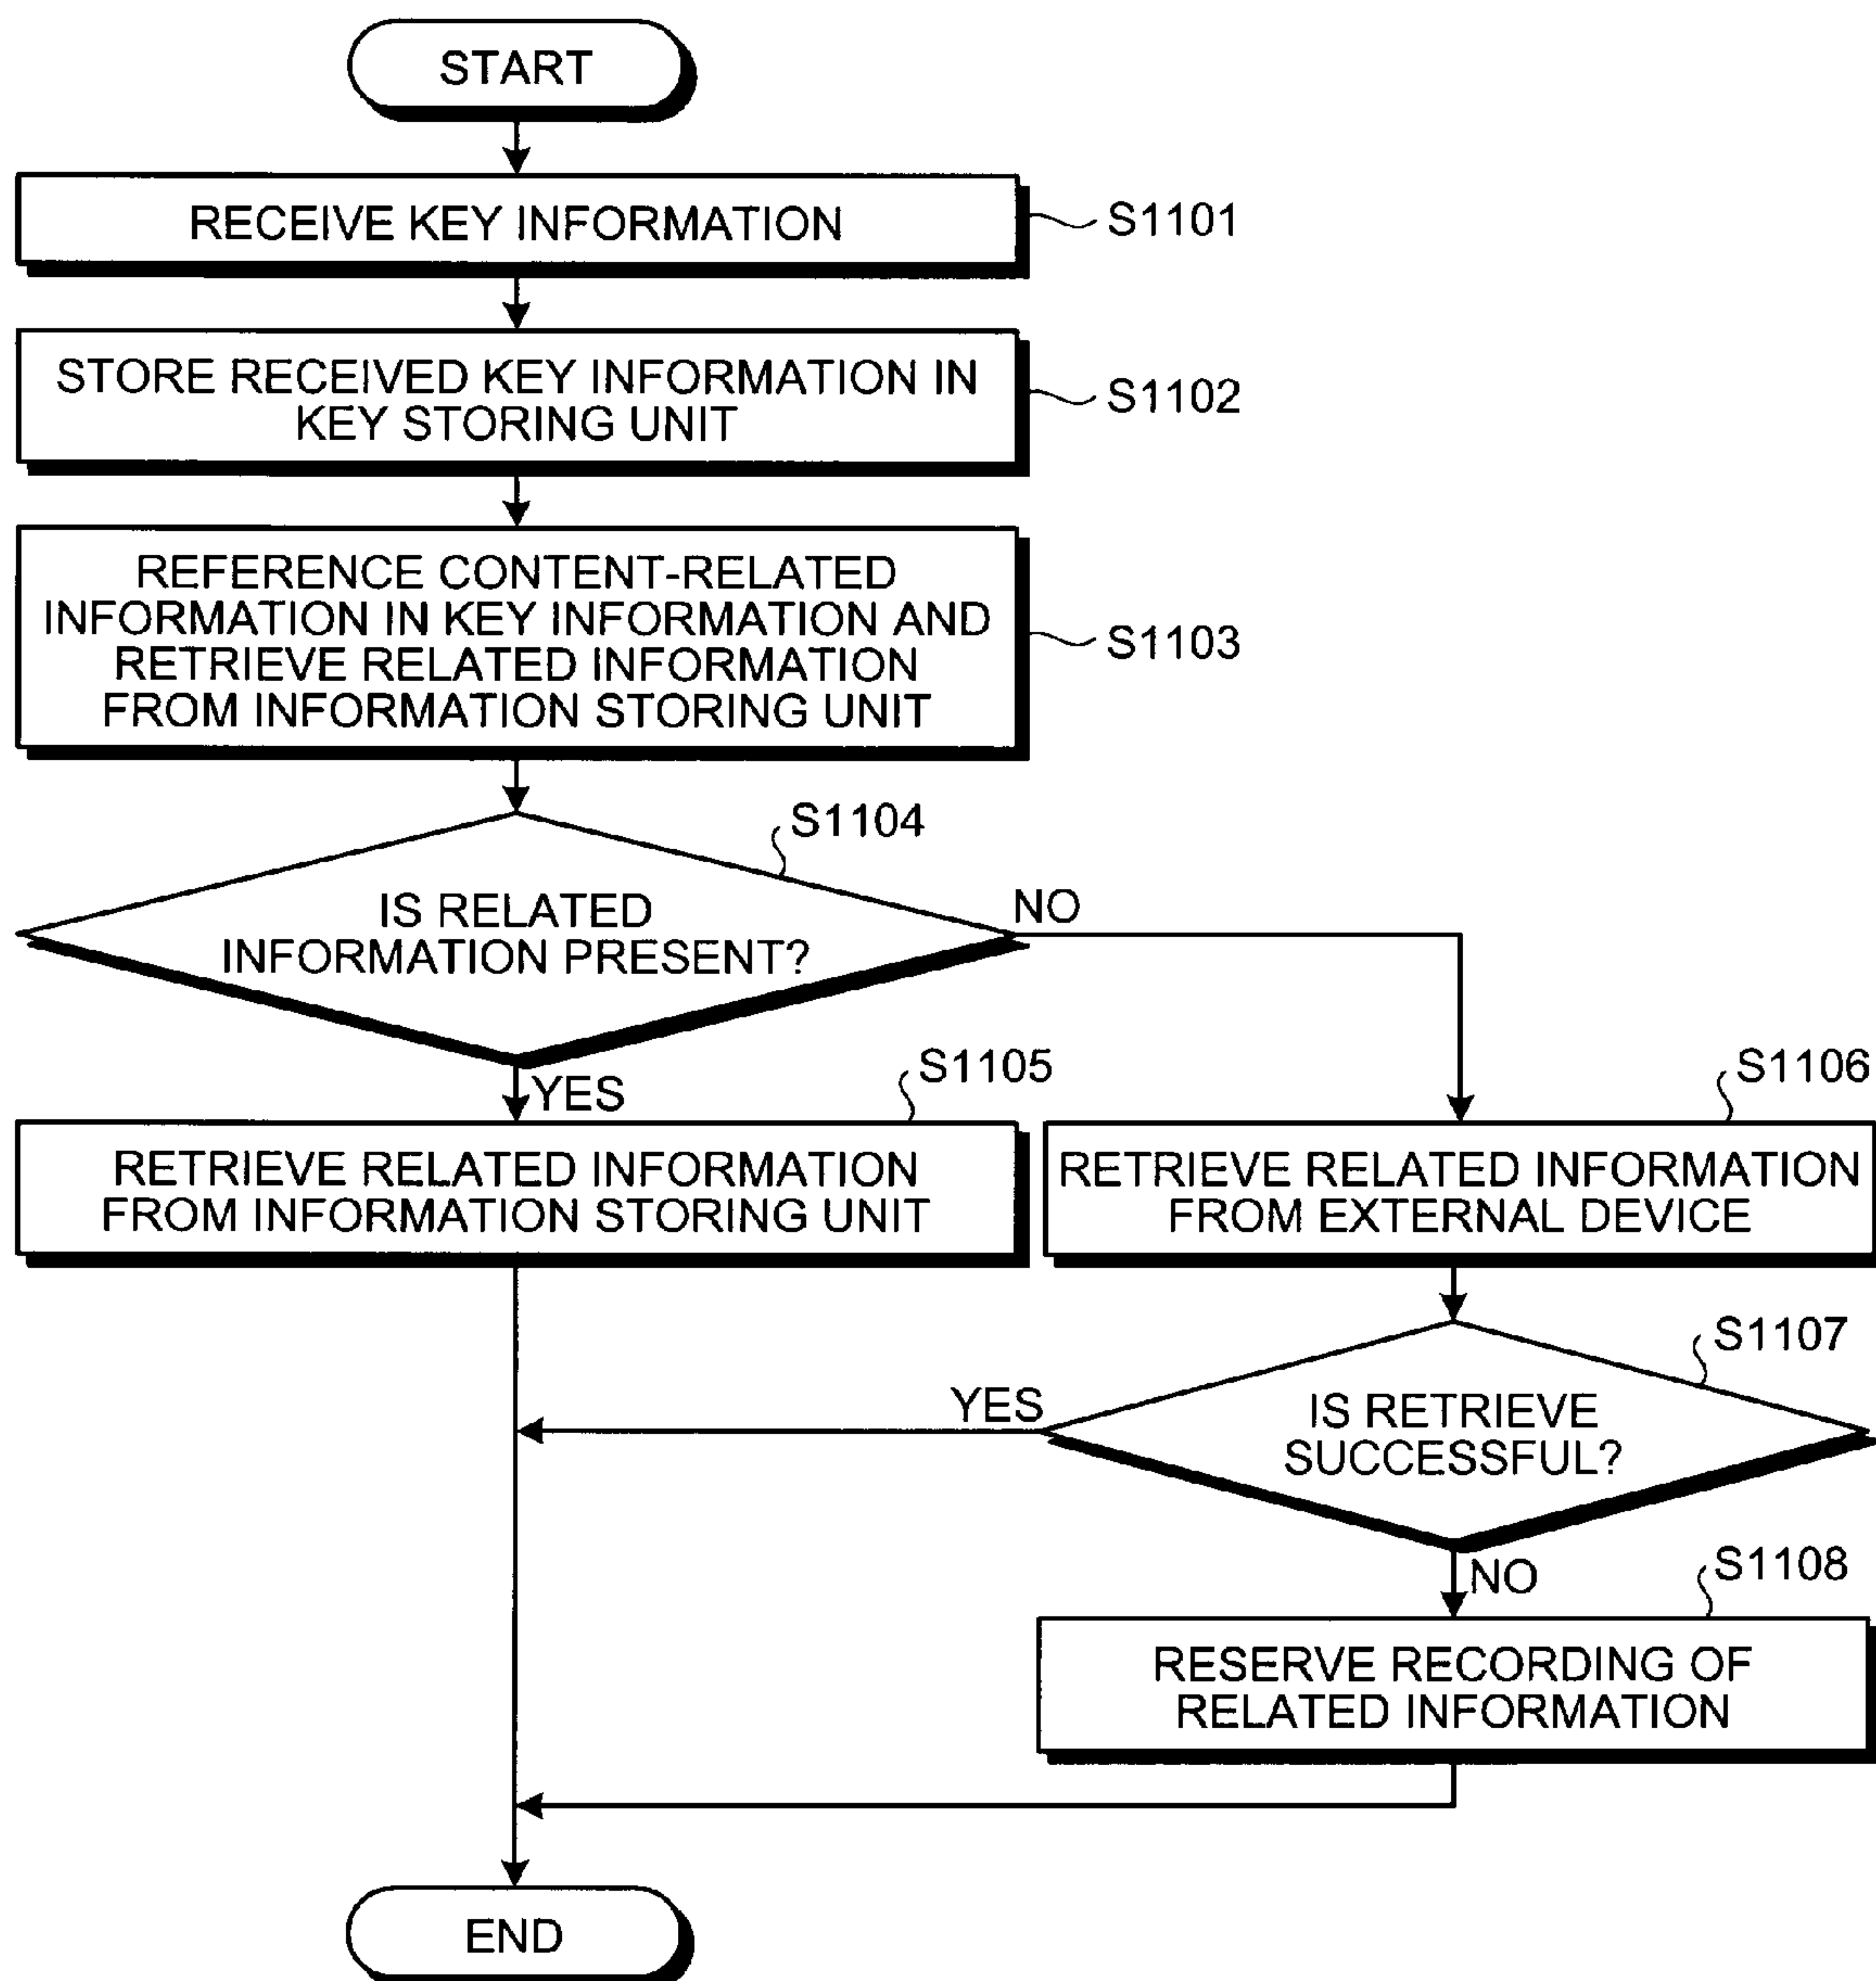 START
RECEIVE KEY INFORMATION
S1101
STORE RECEIVED KEY INFORMATION IN
KEY STORING UNIT
S1102
REFERENCE CONTENT-RELATED
INFORMATION IN KEY INFORMATION AND
RETRIEVE RELATED INFORMATION
FROM INFORMATION STORING UNIT
S1103
S1104
IS RELATED
INFORMATION PRESENT?
NO
YES
S1105
RETRIEVE RELATED INFORMATION
FROM INFORMATION STORING UNIT
S1106
RETRIEVE RELATED INFORMATION
FROM EXTERNAL DEVICE
S1107
IS RETRIEVE
SUCCESSFUL?
YES
NO
S1108
RESERVE RECORDING OF
RELATED INFORMATION
END